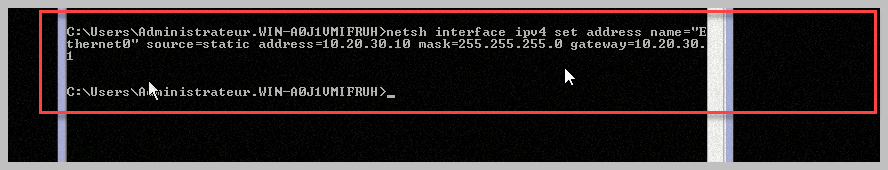 C:\Users\Administrateur.WIN-A0J1VMIFRUH>netsh interface ipv4 set address name="E
thernet0" source=static address=10.20.30.10 mask=255.255.255.0 gateway=10.20.30.
1
C:\Users\Administrateur.WIN-A0J1VMIFRUH>_